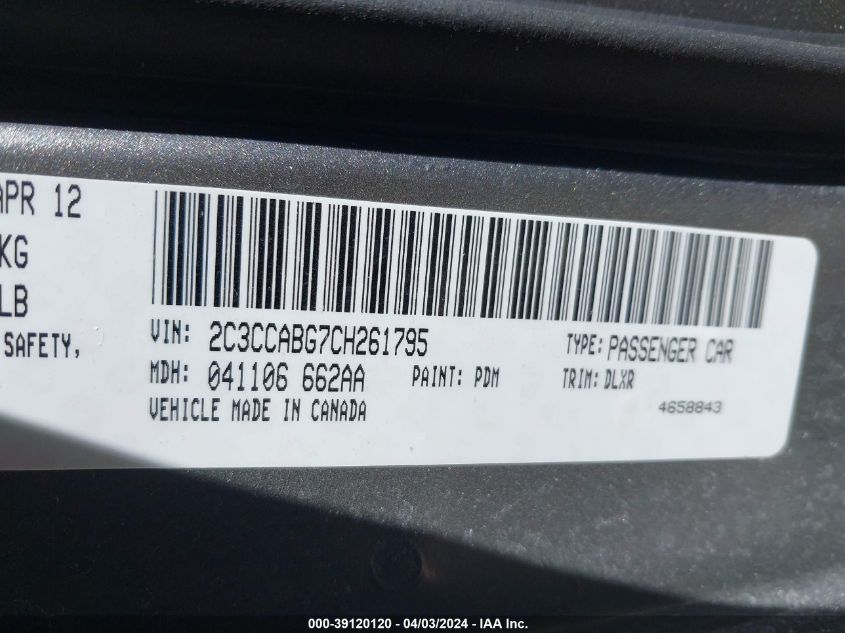 APR 12
KG
LB
SAFETY,
VIN: 2C3CCABG7CH261795 TYPE: PASSENGER CAR
MDH: 041106 662AA PAINT: PDM TRIM: DLXR
VEHICLE MADE IN CANADA 4658843
000-39120120 - 04/03/2024 - IAA Inc.